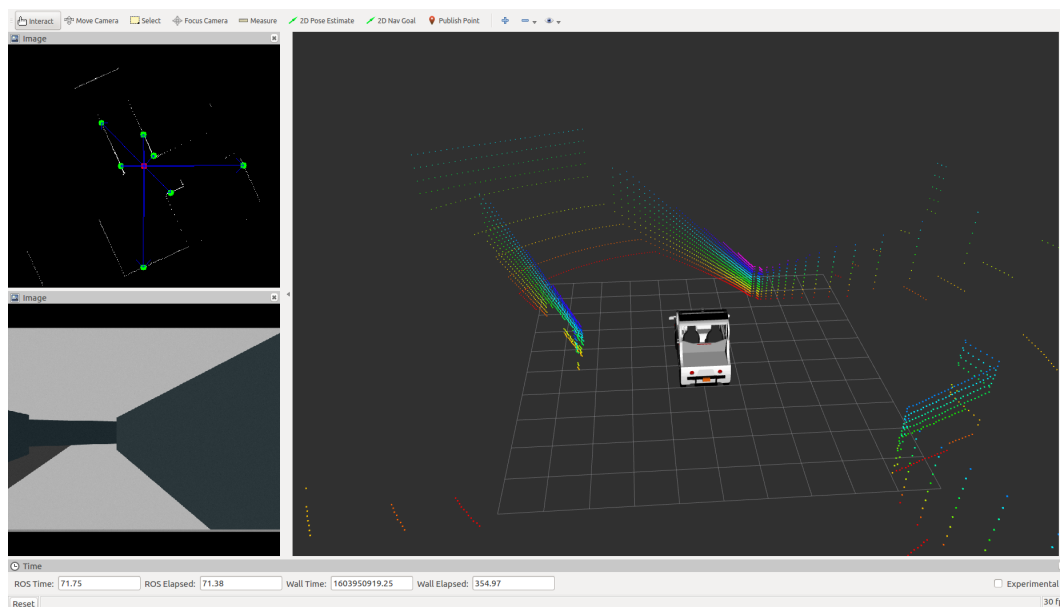 Interact Move Camera Select Focus Camera Measure 2D Pose Estimate 2D Nav Goal Publish Point
Image
Image
Time
ROS Time: 71.75 ROS Elapsed: 71.38 Wall Time: 1603950919.25 Wall Elapsed: 354.97 Experimental
Reset 30 f